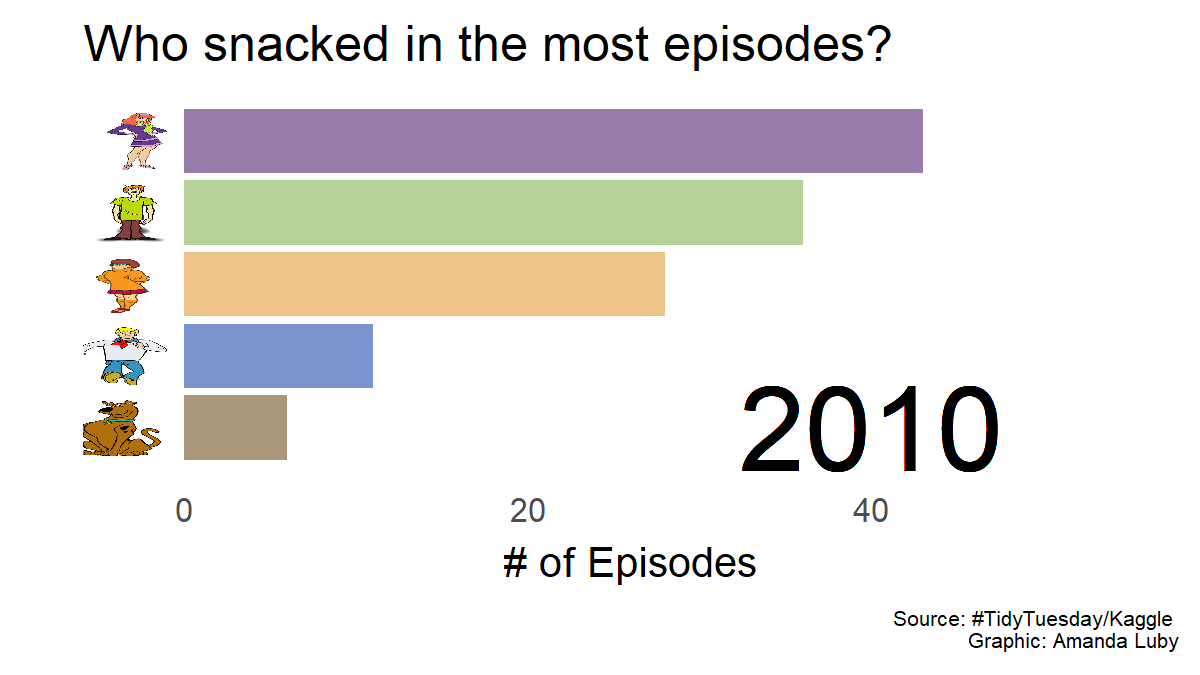 Who snacked in the most episodes?
2010
0 20 40
# of Episodes
Source: #TidyTuesday/Kaggle
Graphic: Amanda Luby